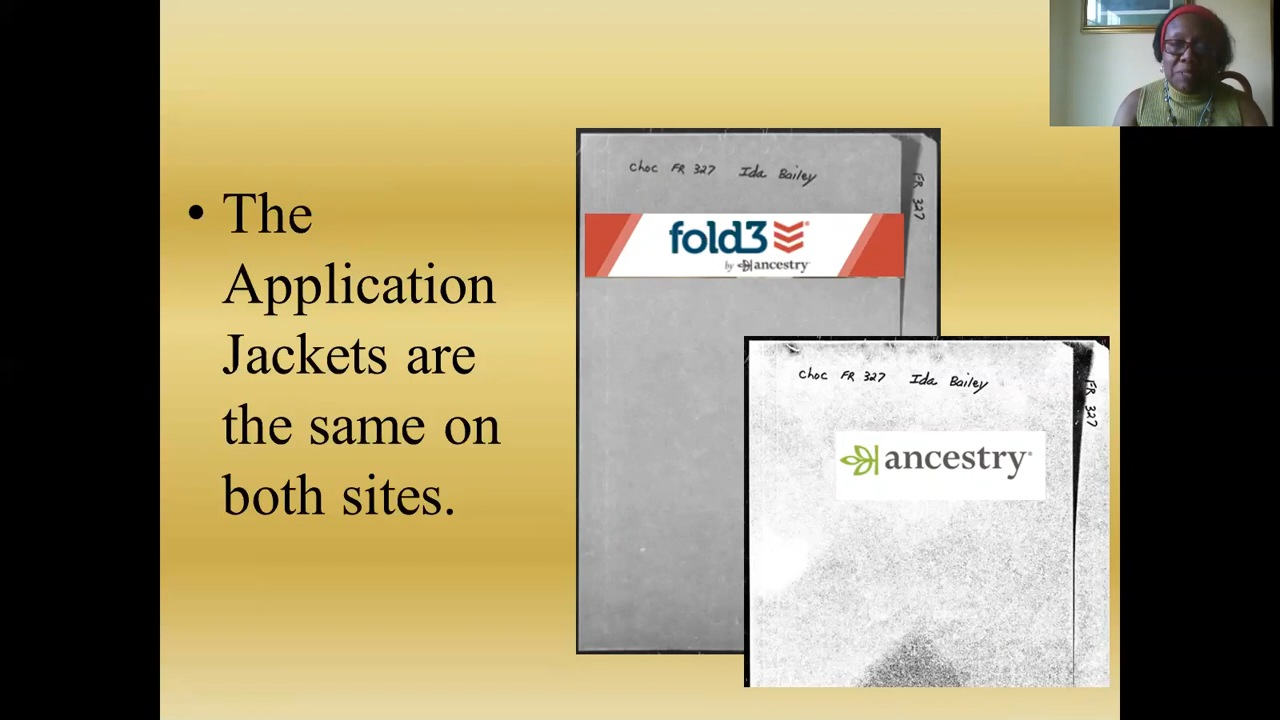 • The
Application
Jackets are
the same on
both sites.
Choc FR 327 Ida Bailey
FR 327
fold3
by ancestry
Choc FR 327 Ida Bailey
FR 327
ancestry